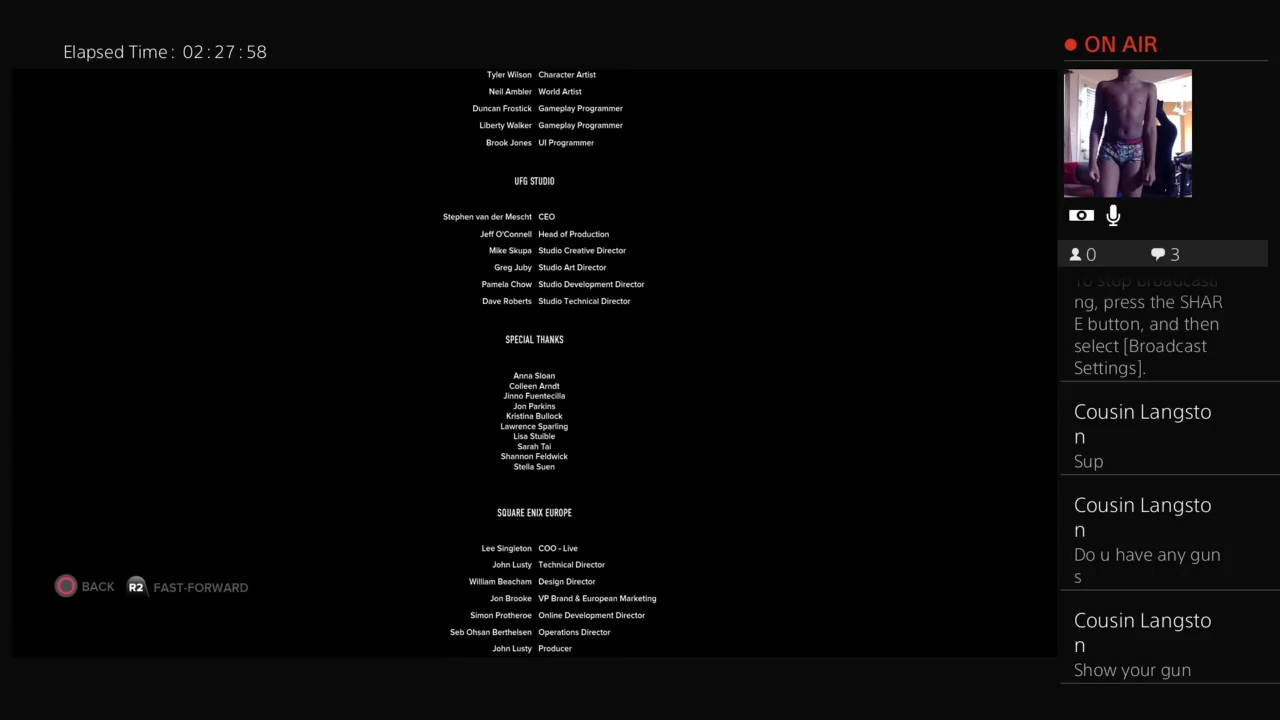 Elapsed Time: 02:27:58
ON AIR
Tyler Wilson Character Artist
Neil Ambler World Artist
Duncan Frostick Gameplay Programmer
Liberty Walker Gameplay Programmer
Brook Jones UI Programmer
UFG STUDIO
Stephen van der Mescht CEO
Jeff O'Connell Head of Production
Mike Skupa Studio Creative Director
Greg Juby Studio Art Director
Pamela Chow Studio Development Director
Dave Roberts Studio Technical Director
SPECIAL THANKS
Anna Sloan
Colleen Arndt
Jinno Fuentecilla
Jon Parkins
Kristina Bullock
Lawrence Sparling
Lisa Stuible
Sarah Tai
Shannon Feldwick
Stella Suen
SQUARE ENIX EUROPE
Lee Singleton COO - Live
John Lusty Technical Director
William Beacham Design Director
Jon Brooke VP Brand & European Marketing
Simon Protheroe Online Development Director
Seb Ohsan Berthelsen Operations Director
John Lusty Producer
BACK R2 FAST-FORWARD
0 3
To stop broadcasti
ng, press the SHAR
E button, and then
select [Broadcast
Settings].
Cousin Langsto
n
Sup
Cousin Langsto
n
Do u have any gun
s
Cousin Langsto
n
Show your gun